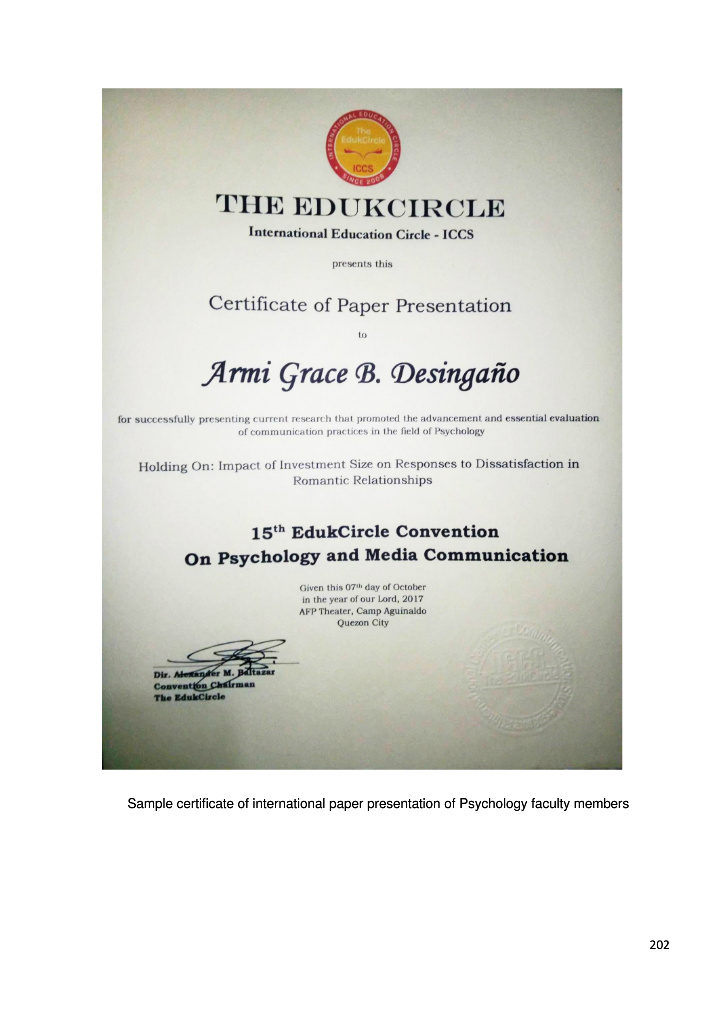 INTERNATIONAL EDUCATION CIRCLE
The
EdukCircle
ICCS
SINCE 2008
THE EDUKCIRCLE
International Education Circle - ICCS
presents this
Certificate of Paper Presentation
to
Armi Grace B. Desingaño
for successfully presenting current research that promoted the advancement and essential evaluation
of communication practices in the field of Psychology
Holding On: Impact of Investment Size on Responses to Dissatisfaction in
Romantic Relationships
15th EdukCircle Convention
On Psychology and Media Communication
Given this 07th day of October
in the year of our Lord, 2017
AFP Theater, Camp Aguinaldo
Quezon City
Dir. Alexander M. Baltazar
Convention Chairman
The EdukCircle
ICCS
The EdukCircle
Sample certificate of international paper presentation of Psychology faculty members
202